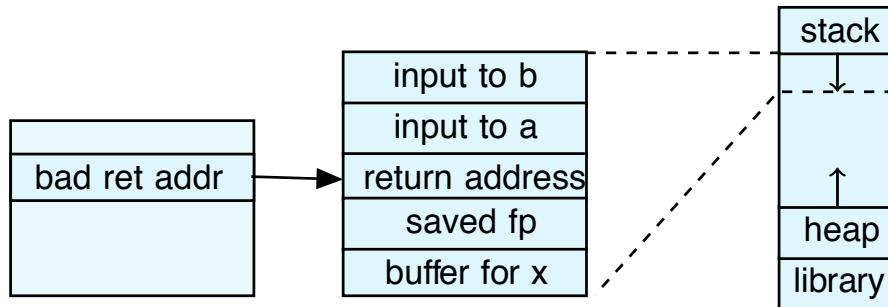 stack
input to b
input to a
bad ret addr
return address
saved fp
heap
buffer for x
library